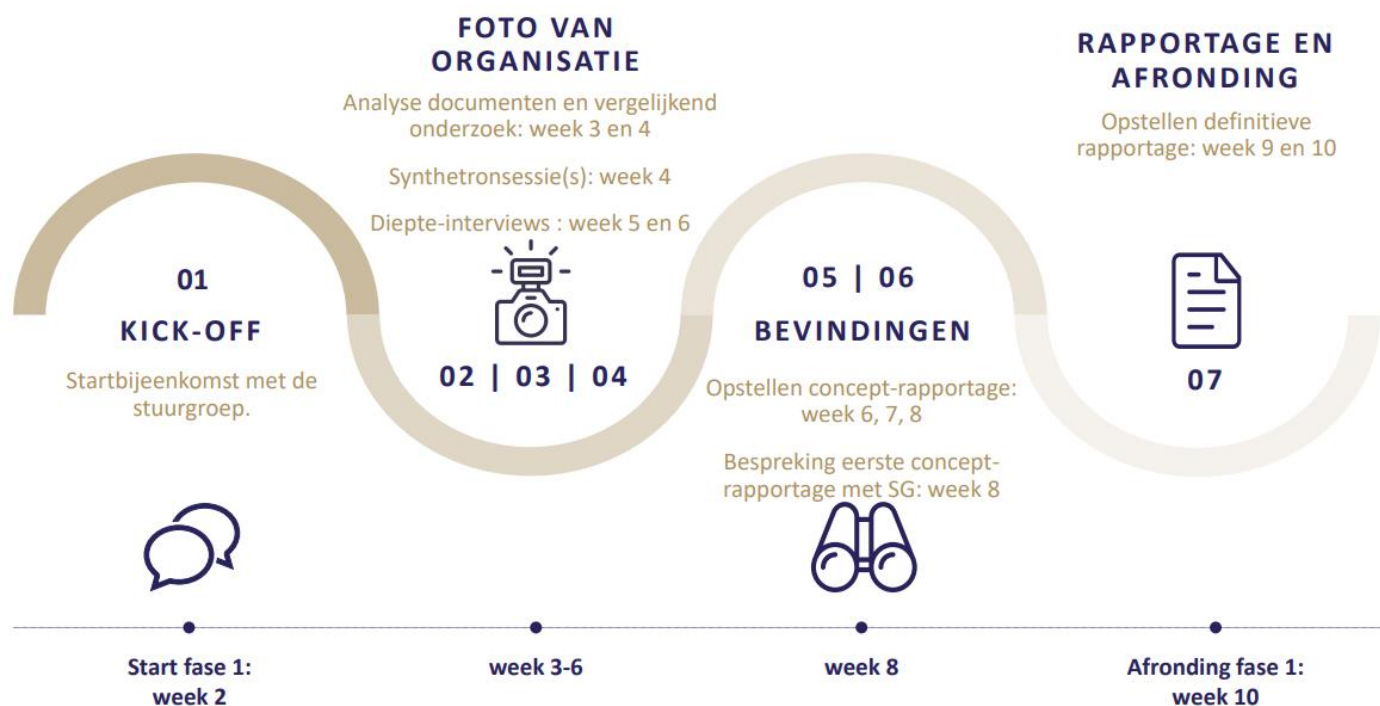 FOTO VAN
ORGANISATIE
Analyse documenten en vergelijkend
onderzoek: week 3 en 4
Synthetronsessie(s): week 4
Diepte-interviews : week 5 en 6
02 | 03 | 04
RAPPORTAGE EN
AFRONDING
Opstellen definitieve
rapportage: week 9 en 10
07
01
KICK-OFF
Startbijeenkomst met de
stuurgroep.
05 | 06
BEVINDINGEN
Opstellen concept-rapportage:
week 6, 7, 8
Bespreking eerste concept-
rapportage met SG: week 8
Start fase 1:
week 2
week 3-6
week 8
Afronding fase 1:
week 10